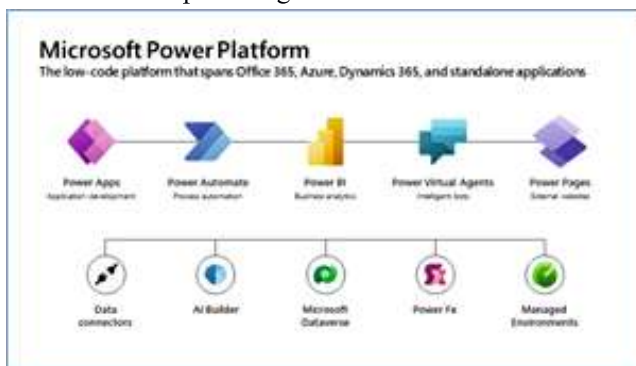 Microsoft Power Platform
The low-code platform that spans Office 365, Azure, Dynamics 365, and standalone applications
Power Apps Power Automate Power BI Power Virtual Agents Power Pages
Application development Process automation Business analytics Intelligent bots External websites
Data connectors AI Builder Microsoft Dataverse Power Fx Managed Environments